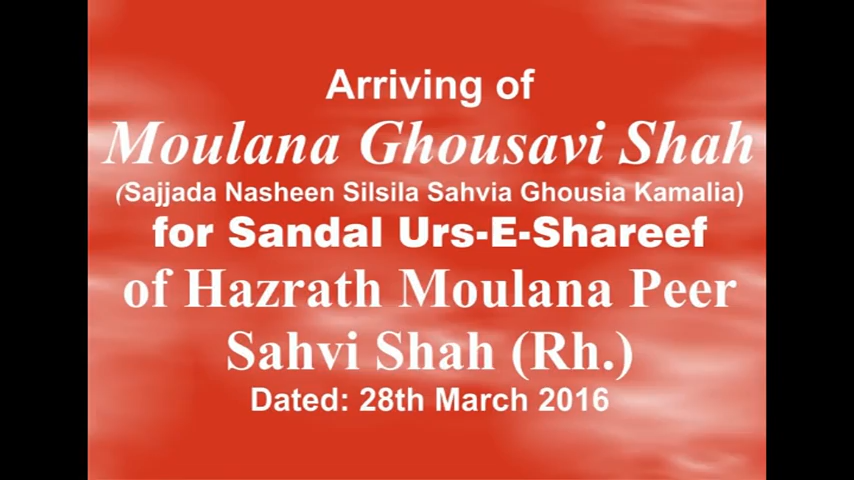 Arriving of
Moulana Ghousavi Shah
(Sajjada Nasheen Silsila Sahvia Ghousia Kamalia)
for Sandal Urs-E-Shareef
of Hazrath Moulana Peer
Sahvi Shah (Rh.)
Dated: 28th March 2016